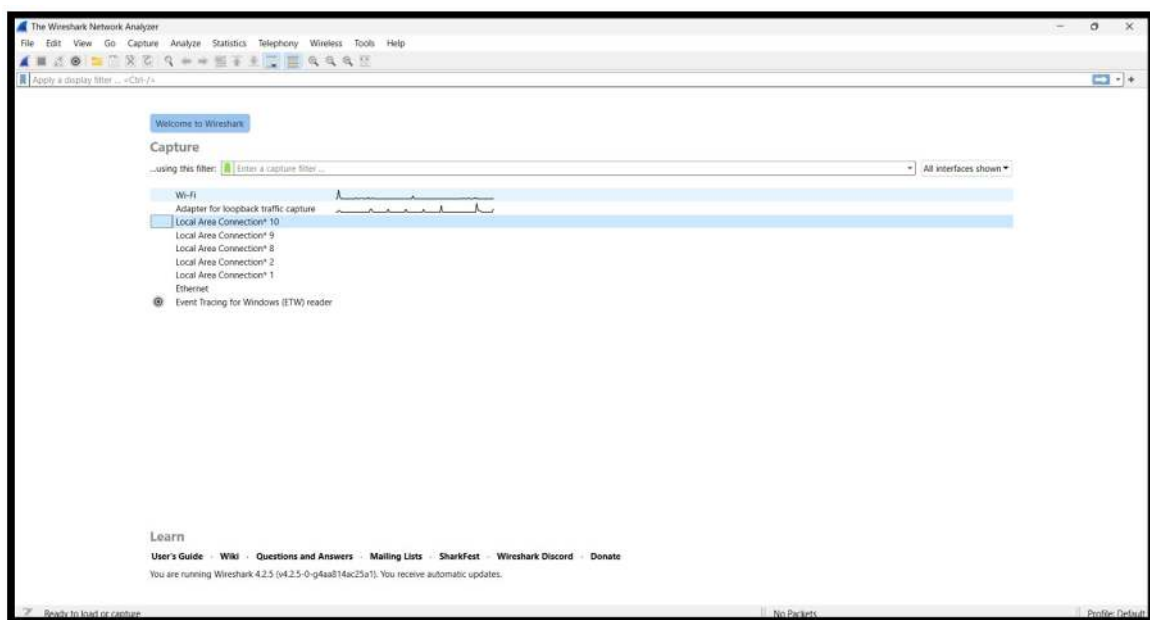 The Wireshark Network Analyzer
File Edit View Go Capture Analyze Statistics Telephony Wireless Tools Help
Apply a display filter ... <Ctrl-/>
Welcome to Wireshark
Capture
...using this filter: Enter a capture filter ... All interfaces shown
Wi-Fi
Adapter for loopback traffic capture
Local Area Connection* 10
Local Area Connection* 9
Local Area Connection* 8
Local Area Connection* 2
Local Area Connection* 1
Ethernet
Event Tracing for Windows (ETW) reader
Learn
User's Guide · Wiki · Questions and Answers · Mailing Lists · SharkFest · Wireshark Discord · Donate
You are running Wireshark 4.2.5 (v4.2.5-0-g4aa814ac25a1). You receive automatic updates.
Ready to load or capture No Packets Profile: Default